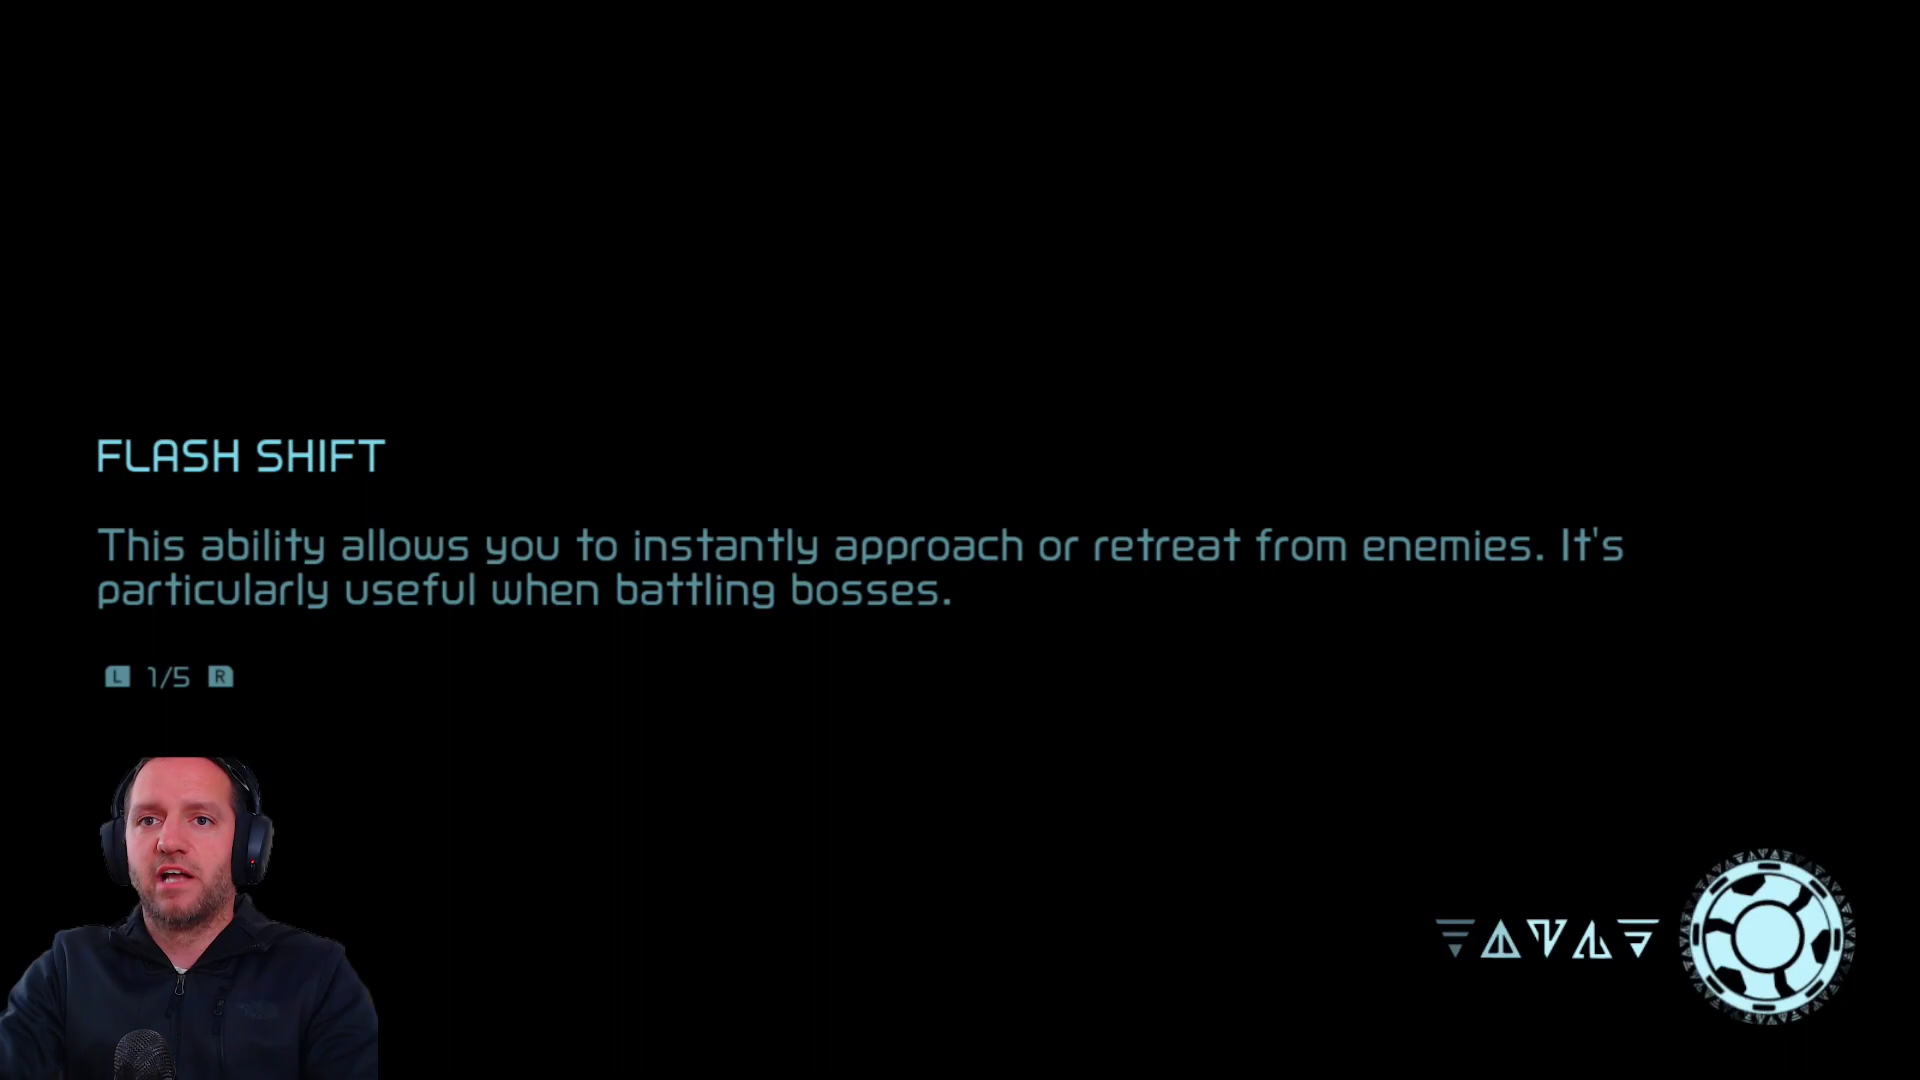 FLASH SHIFT
This ability allows you to instantly approach or retreat from enemies. It's
particularly useful when battling bosses.
L 1/5 R